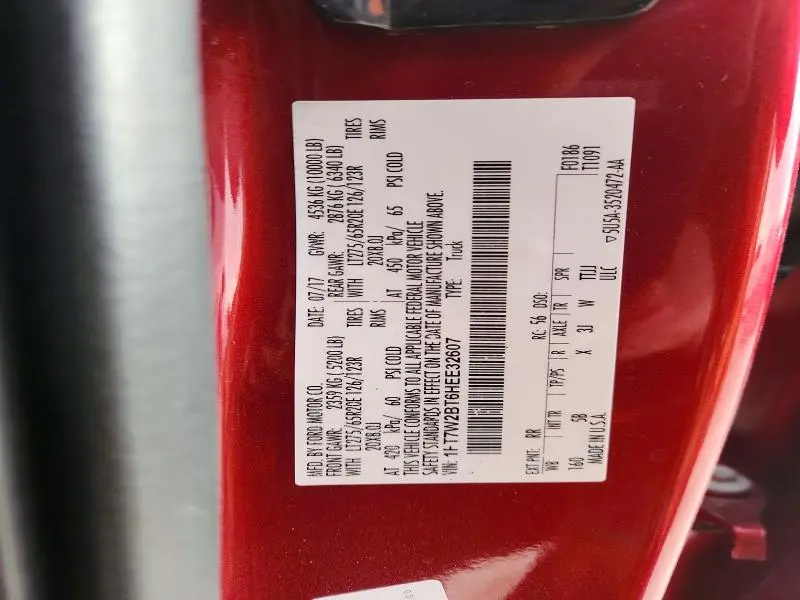 MFD. BY FORD MOTOR CO. DATE: 07/17 GVWR: 4536 KG (10000 LB)
FRONT GAWR: 2359 KG ( 5200 LB) REAR GAWR: 2876 KG ( 6340 LB)
WITH LT275/65R20E 126/123R TIRES WITH LT275/65R20E 126/123R TIRES
20X8.0J RIMS 20X8.0J RIMS
AT 420 kPa/ 60 PSI COLD AT 450 kPa/ 65 PSI COLD
THIS VEHICLE CONFORMS TO ALL APPLICABLE FEDERAL MOTOR VEHICLE
SAFETY STANDARDS IN EFFECT ON THE DATE OF MANUFACTURE SHOWN ABOVE.
VIN: 1FT7W2BT6HEE32607 TYPE: Truck
EXT PNT: RR RC: 56 DSO: F0186
WB INT TR TP/PS R AXLE TR SPR T1091
160 5B X 3J W TIJJ
MADE IN U.S.A. ULC ▽5U5A-3520472-AA